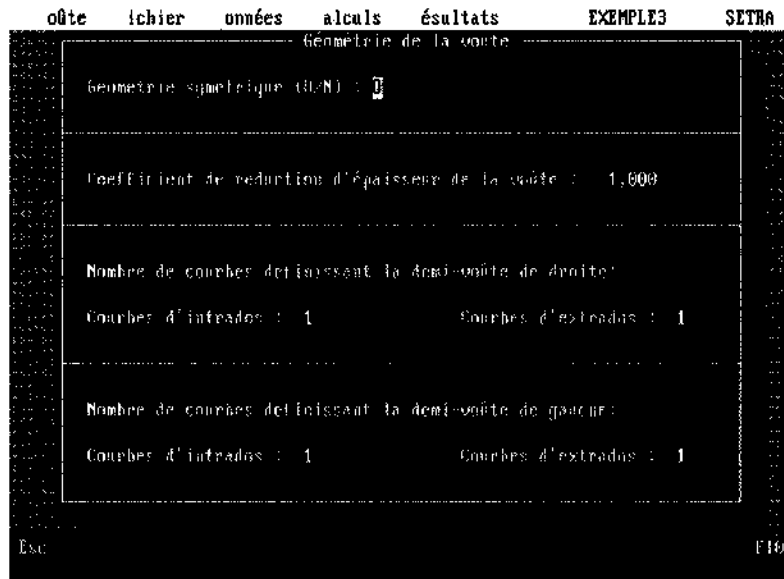 oûte ichier onnées alculs ésultats EXEMPLE3 SETRA
Géométrie de la voute
Géometrie symetrique (O/N) : O
Coefficient de reduction d'épaisseur de la voûte : 1,000
Nombre de courbes definissant la demi-voûte de droite:
Courbes d'intrados : 1 Courbes d'extrados : 1
Nombre de courbes definissant la demi-voûte de gauche:
Courbes d'intrados : 1 Courbes d'extrados : 1
Esc F10